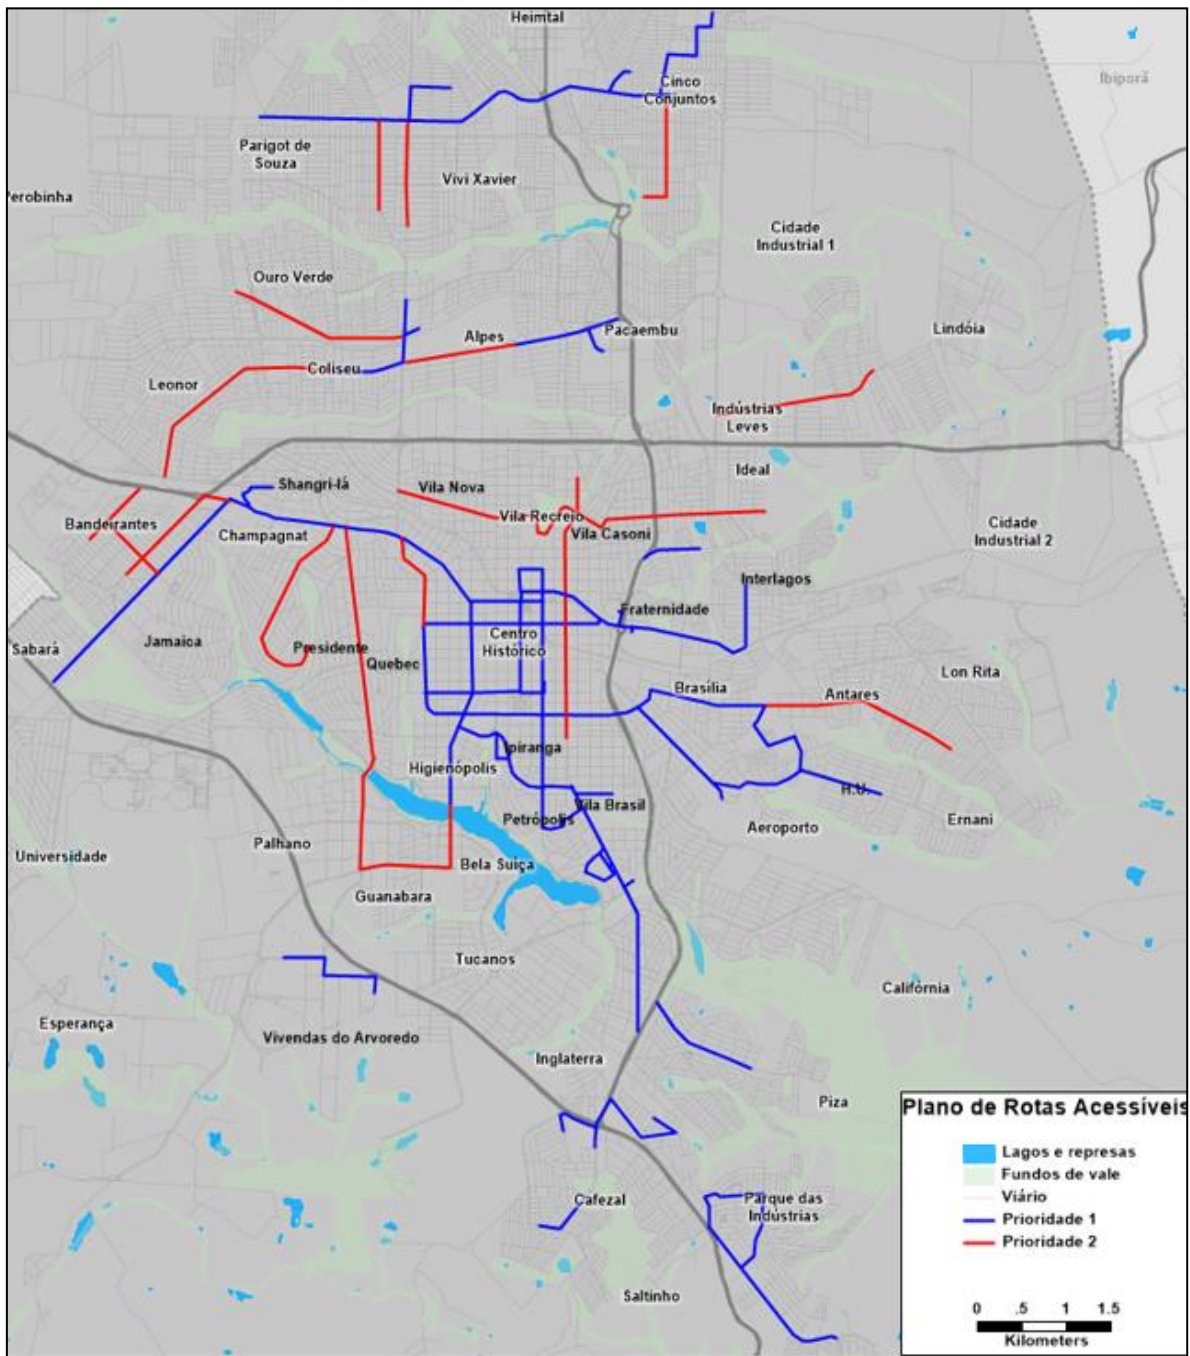 Heimtal
Ibiporã
Cinco
Conjuntos
Parigot de
Souza
Vivi Xavier
Perobinha
Cidade
Industrial 1
Ouro Verde
Lindóia
Pacaembu
Alpes
Coliseu
Leonor
Indústrias
Leves
Ideal
Shangri-lá
Vila Nova
Bandeirantes
Vila Recreio
Champagnat
Vila Casoni
Cidade
Industrial 2
Interlagos
Fraternidade
Centro
Histórico
Jamaica
Presidente
Sabará
Quebec
Lon Rita
Brasília
Antares
Ipiranga
Higienópolis
H.U.
Vila Brasil
Petrópolis
Aeroporto
Ernani
Palhano
Universidade
Bela Suiça
Guanabara
Tucanos
Califórnia
Esperança
Vivendas do Arvoredo
Inglaterra
Piza
Cafezal
Parque das
Indústrias
Saltinho
Plano de Rotas Acessíveis
Lagos e represas
Fundos de vale
Viário
Prioridade 1
Prioridade 2
0 .5 1 1.5
Kilometers